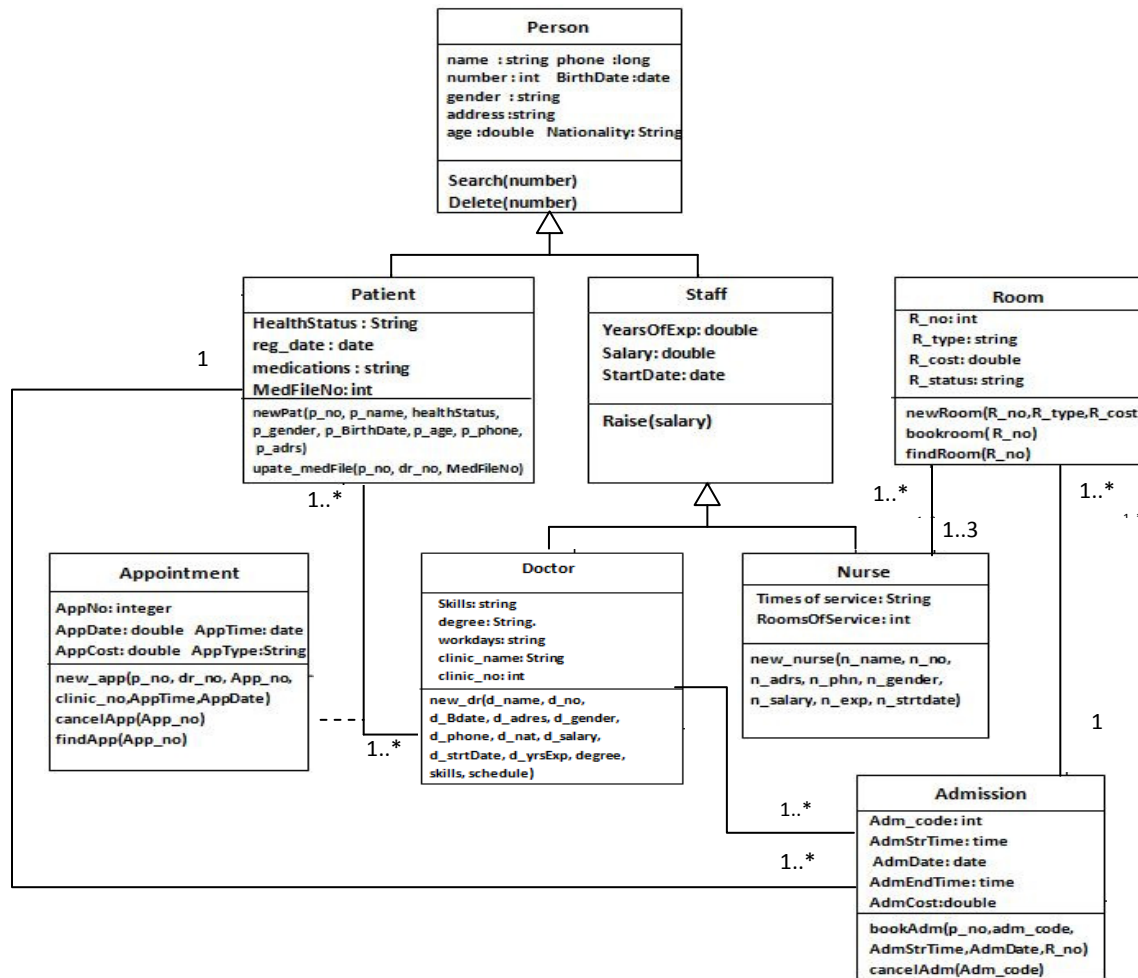 Person
name : string phone :long
number : int BirthDate :date
gender : string
address :string
age :double Nationality: String
Search(number)
Delete(number)
Patient
HealthStatus : String
reg_date : date
medications : string
MedFileNo: int
newPat(p_no, p_name, healthStatus,
p_gender, p_BirthDate, p_age, p_phone,
p_adrs)
upate_medFile(p_no, dr_no, MedFileNo)
Staff
YearsOfExp: double
Salary: double
StartDate: date
Raise(salary)
Room
R_no: int
R_type: string
R_cost: double
R_status: string
newRoom(R_no,R_type,R_cost
bookroom( R_no)
findRoom(R_no)
1
1..*
1..*
1..*
1..3
Appointment
AppNo: integer
AppDate: double AppTime: date
AppCost: double AppType:String
new_app(p_no, dr_no, App_no,
clinic_no,AppTime,AppDate)
cancelApp(App_no)
findApp(App_no)
Doctor
Skills: string
degree: String.
workdays: string
clinic_name: String
clinic_no: int
new_dr(d_name, d_no,
d_Bdate, d_adres, d_gender,
d_phone, d_nat, d_salary,
d_strtDate, d_yrsExp, degree,
skills, schedule)
Nurse
Times of service: String
RoomsOfService: int
new_nurse(n_name, n_no,
n_adrs, n_phn, n_gender,
n_salary, n_exp, n_strtdate)
1..*
1
1..*
1..*
Admission
Adm_code: int
AdmStrTime: time
AdmDate: date
AdmEndTime: time
AdmCost:double
bookAdm(p_no,adm_code,
AdmStrTime,AdmDate,R_no)
cancelAdm(Adm_code)